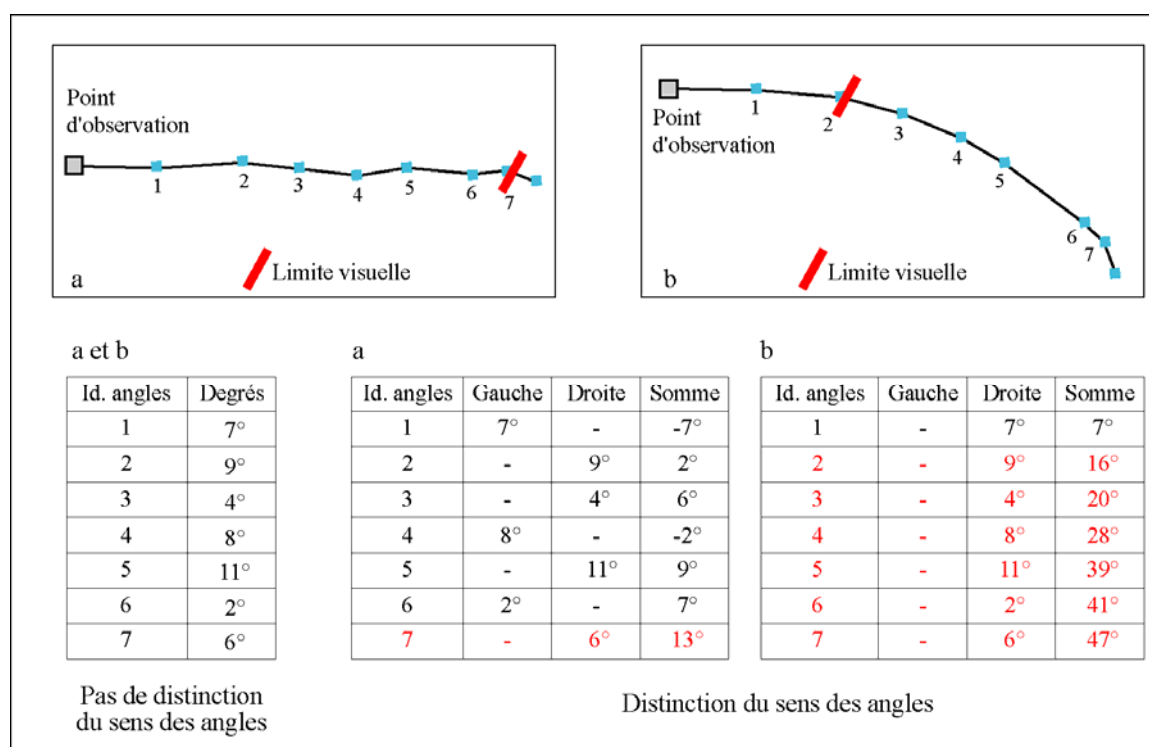 Point
d'observation
1
2
3
4
5
6
7
Limite visuelle
a
Point
d'observation
1
2
3
4
5
6
7
Limite visuelle
b
a et b
Id. angles Degrés
1 7°
2 9°
3 4°
4 8°
5 11°
6 2°
7 6°
Pas de distinction
du sens des angles
a
Id. angles Gauche Droite Somme
1 7° - -7°
2 - 9° 2°
3 - 4° 6°
4 8° - -2°
5 - 11° 9°
6 2° - 7°
7 - 6° 13°
b
Id. angles Gauche Droite Somme
1 - 7° 7°
2 - 9° 16°
3 - 4° 20°
4 - 8° 28°
5 - 11° 39°
6 - 2° 41°
7 - 6° 47°
Distinction du sens des angles